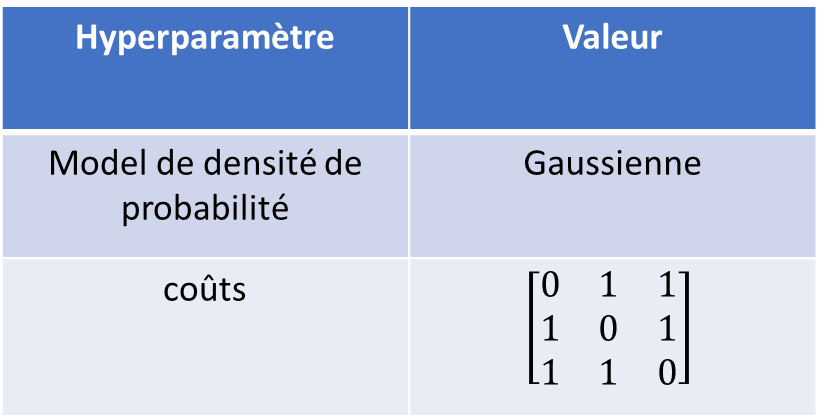 Hyperparamètre Valeur
Model de densité de Gaussienne
probabilité
coûts
0 1 1
1 0 1
1 1 0